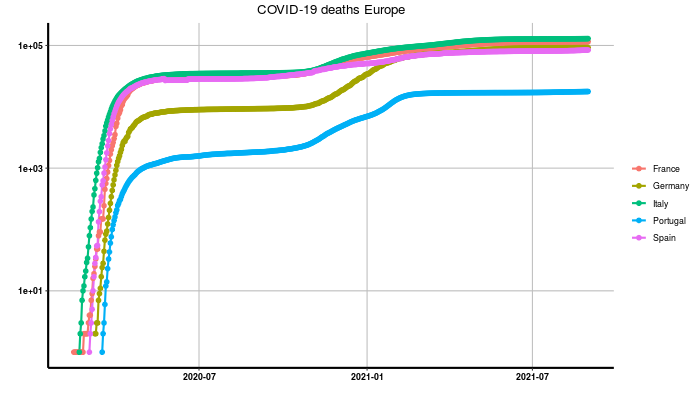 COVID-19 deaths Europe
1e+05
1e+03
1e+01
2020-07
2021-01
2021-07
France
Germany
Italy
Portugal
Spain